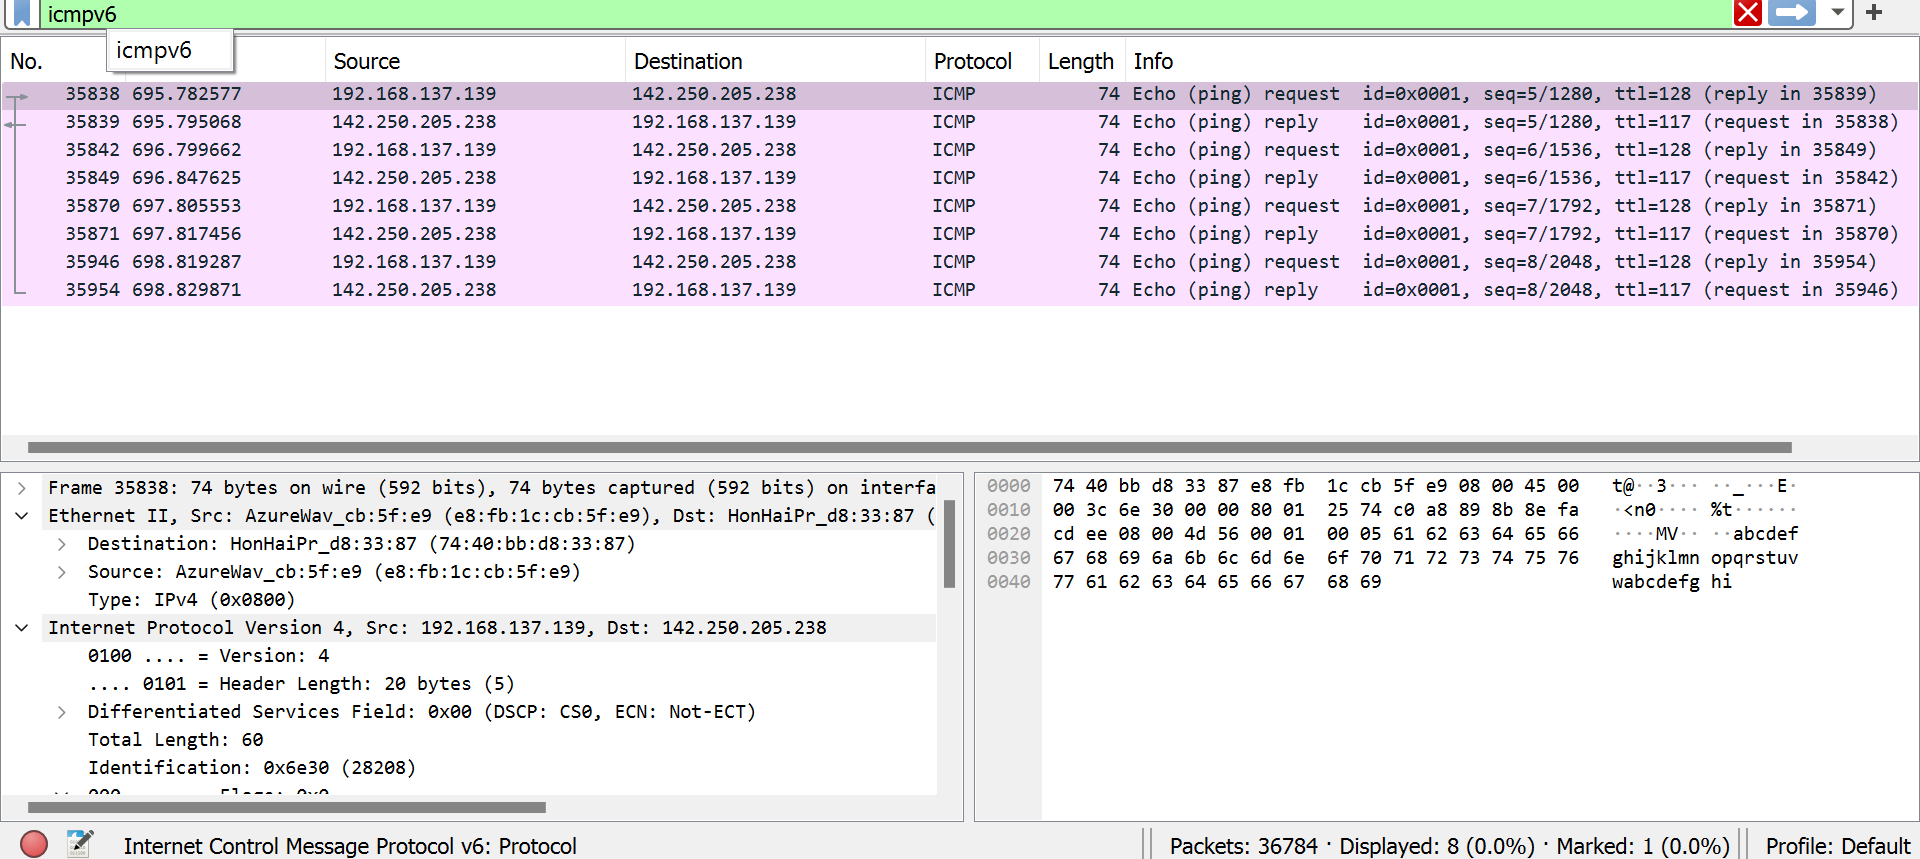 icmpv6
icmpv6
No. Source Destination Protocol Length Info
35838 695.782577 192.168.137.139 142.250.205.238 ICMP 74 Echo (ping) request id=0x0001, seq=5/1280, ttl=128 (reply in 35839)
35839 695.795068 142.250.205.238 192.168.137.139 ICMP 74 Echo (ping) reply id=0x0001, seq=5/1280, ttl=117 (request in 35838)
35842 696.799662 192.168.137.139 142.250.205.238 ICMP 74 Echo (ping) request id=0x0001, seq=6/1536, ttl=128 (reply in 35849)
35849 696.847625 142.250.205.238 192.168.137.139 ICMP 74 Echo (ping) reply id=0x0001, seq=6/1536, ttl=117 (request in 35842)
35870 697.805553 192.168.137.139 142.250.205.238 ICMP 74 Echo (ping) request id=0x0001, seq=7/1792, ttl=128 (reply in 35871)
35871 697.817456 142.250.205.238 192.168.137.139 ICMP 74 Echo (ping) reply id=0x0001, seq=7/1792, ttl=117 (request in 35870)
35946 698.819287 192.168.137.139 142.250.205.238 ICMP 74 Echo (ping) request id=0x0001, seq=8/2048, ttl=128 (reply in 35954)
35954 698.829871 142.250.205.238 192.168.137.139 ICMP 74 Echo (ping) reply id=0x0001, seq=8/2048, ttl=117 (request in 35946)
Frame 35838: 74 bytes on wire (592 bits), 74 bytes captured (592 bits) on interfa
Ethernet II, Src: AzureWav_cb:5f:e9 (e8:fb:1c:cb:5f:e9), Dst: HonHaiPr_d8:33:87 (
Destination: HonHaiPr_d8:33:87 (74:40:bb:d8:33:87)
Source: AzureWav_cb:5f:e9 (e8:fb:1c:cb:5f:e9)
Type: IPv4 (0x0800)
Internet Protocol Version 4, Src: 192.168.137.139, Dst: 142.250.205.238
0100 .... = Version: 4
.... 0101 = Header Length: 20 bytes (5)
Differentiated Services Field: 0x00 (DSCP: CS0, ECN: Not-ECT)
Total Length: 60
Identification: 0x6e30 (28208)
0000 74 40 bb d8 33 87 e8 fb 1c cb 5f e9 08 00 45 00 t@··3··· ··_···E·
0010 00 3c 6e 30 00 00 80 01 25 74 c0 a8 89 8b 8e fa ·<n0···· %t······
0020 cd ee 08 00 4d 56 00 01 00 05 61 62 63 64 65 66 ····MV·· ··abcdef
0030 67 68 69 6a 6b 6c 6d 6e 6f 70 71 72 73 74 75 76 ghijklmn opqrstuv
0040 77 61 62 63 64 65 66 67 68 69 wabcdefg hi
Internet Control Message Protocol v6: Protocol Packets: 36784 · Displayed: 8 (0.0%) · Marked: 1 (0.0%) Profile: Default